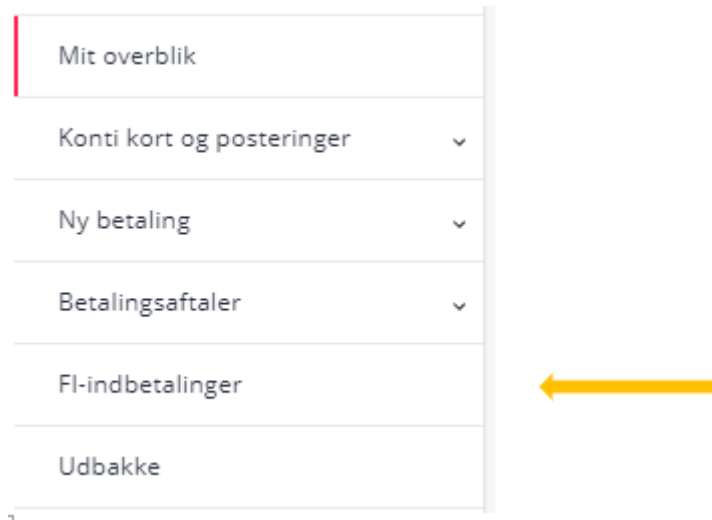 Mit overblik
Konti kort og posteringer
Ny betaling
Betalingsaftaler
FI-indbetalinger
Udbakke